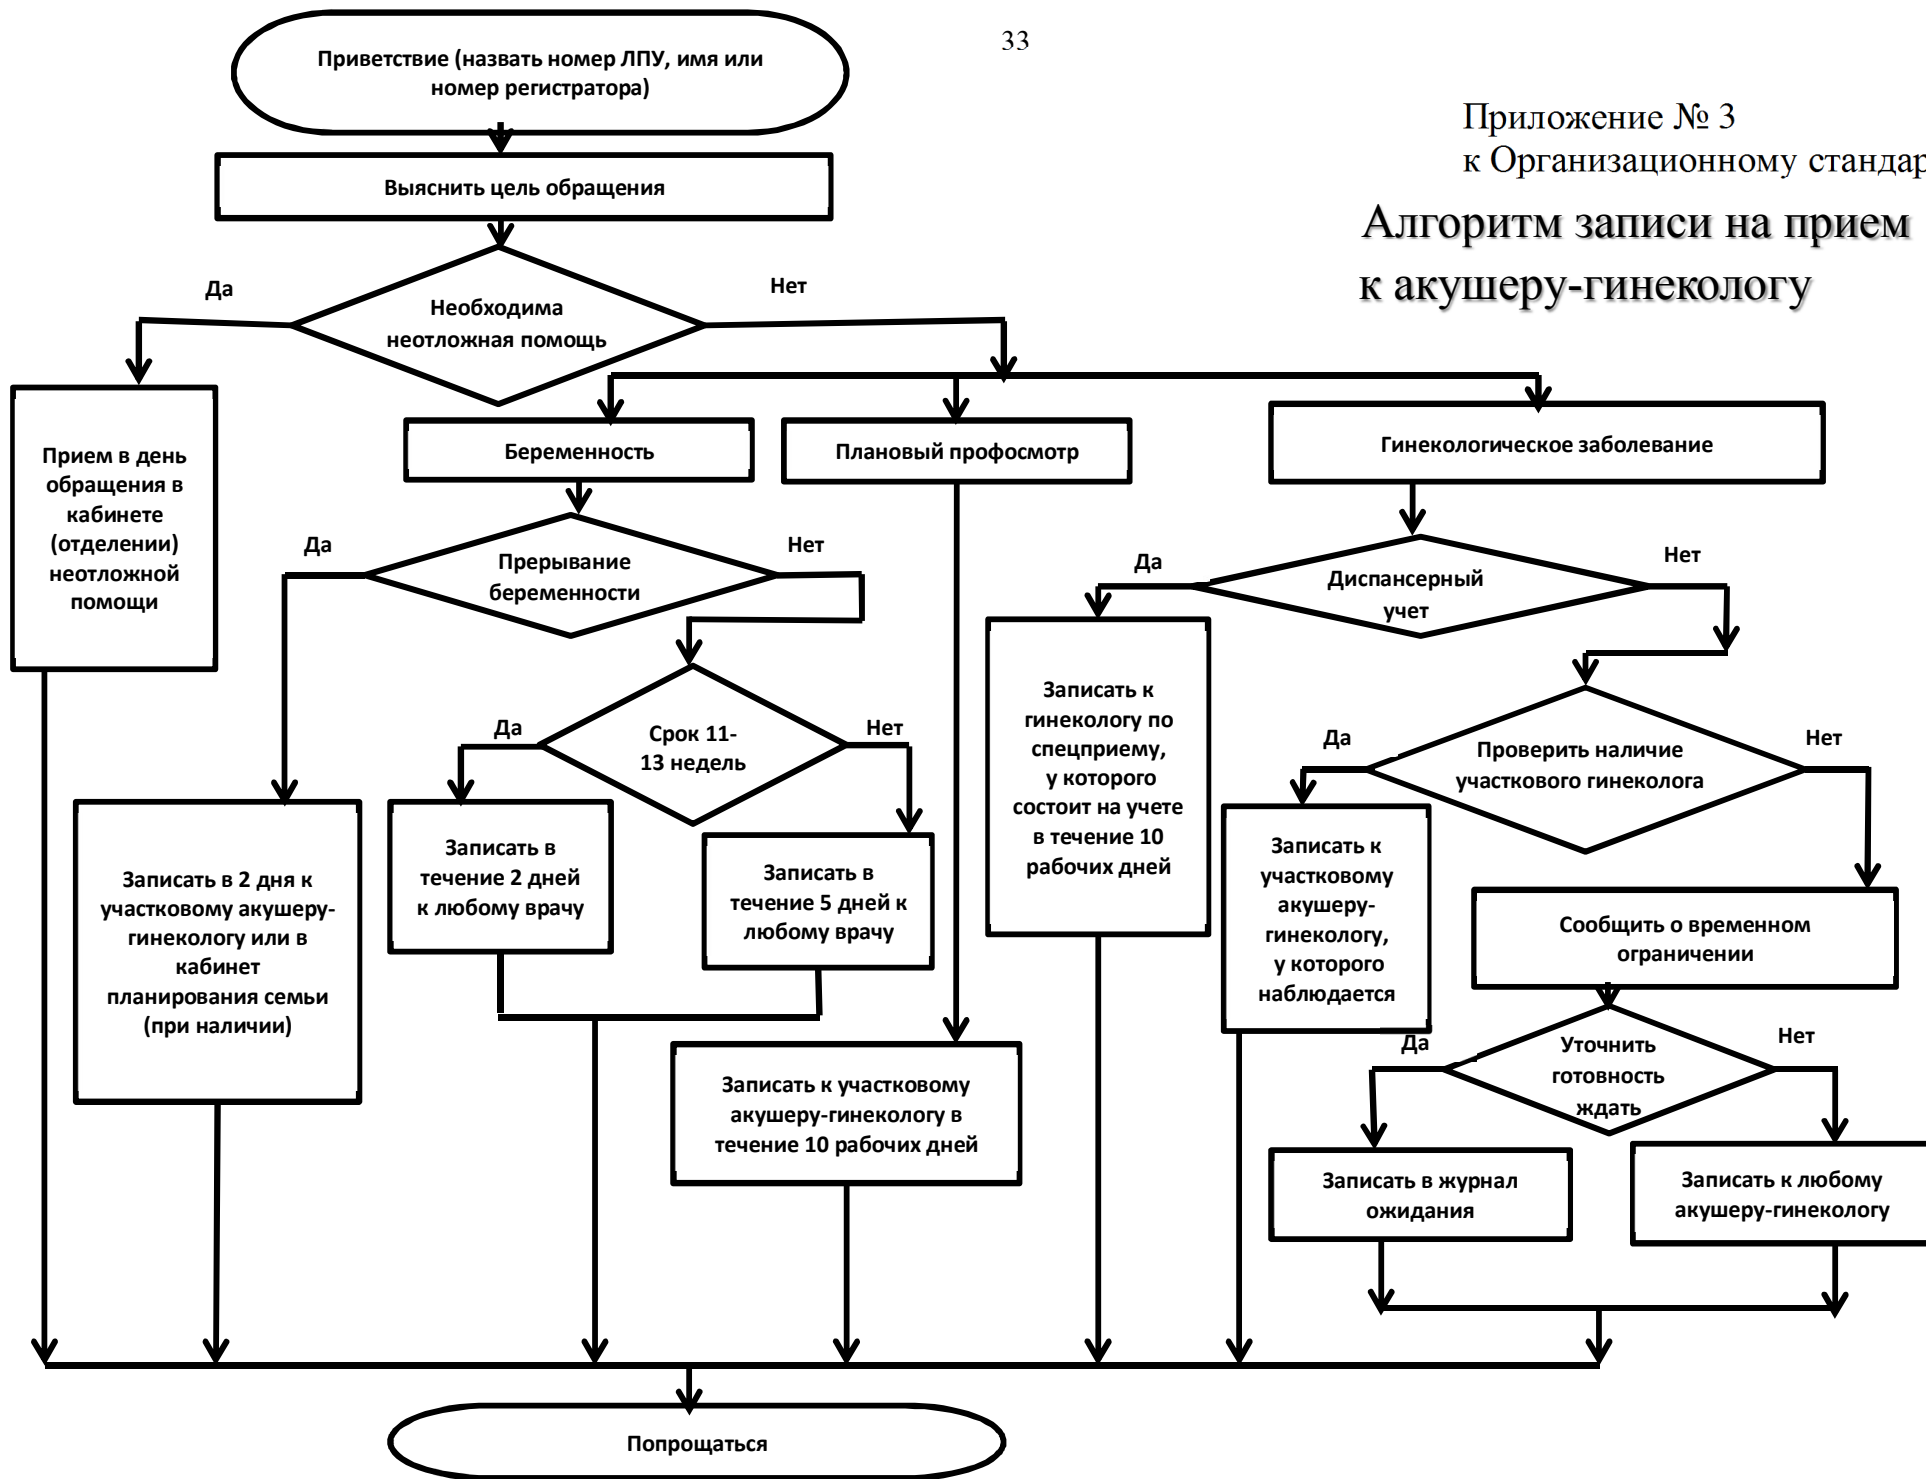 33
Приложение № 3
к Организационному стандар
Алгоритм записи на прием
к акушеру-гинекологу
Приветствие (назвать номер ЛПУ, имя или
номер регистратора)
Выяснить цель обращения
Да
Нет
Необходима
неотложная помощь
Прием в день
обращения в
кабинете
(отделении)
неотложной
помощи
Беременность
Плановый профосмотр
Гинекологическое заболевание
Да
Нет
Прерывание
беременности
Да
Нет
Диспансерный
учет
Да
Нет
Срок 11-
13 недель
Записать к
гинекологу по
спецприему,
у которого
состоит на учете
в течение 10
рабочих дней
Да
Нет
Проверить наличие
участкового гинеколога
Записать в 2 дня к
участковому акушеру-
гинекологу или в
кабинет
планирования семьи
(при наличии)
Записать в
течение 2 дней
к любому врачу
Записать в
течение 5 дней к
любому врачу
Записать к
участковому
акушеру-
гинекологу,
у которого
наблюдается
Сообщить о временном
ограничении
Да
Нет
Уточнить
готовность
ждать
Записать к участковому
акушеру-гинекологу в
течение 10 рабочих дней
Записать в журнал
ожидания
Записать к любому
акушеру-гинекологу
Попрощаться